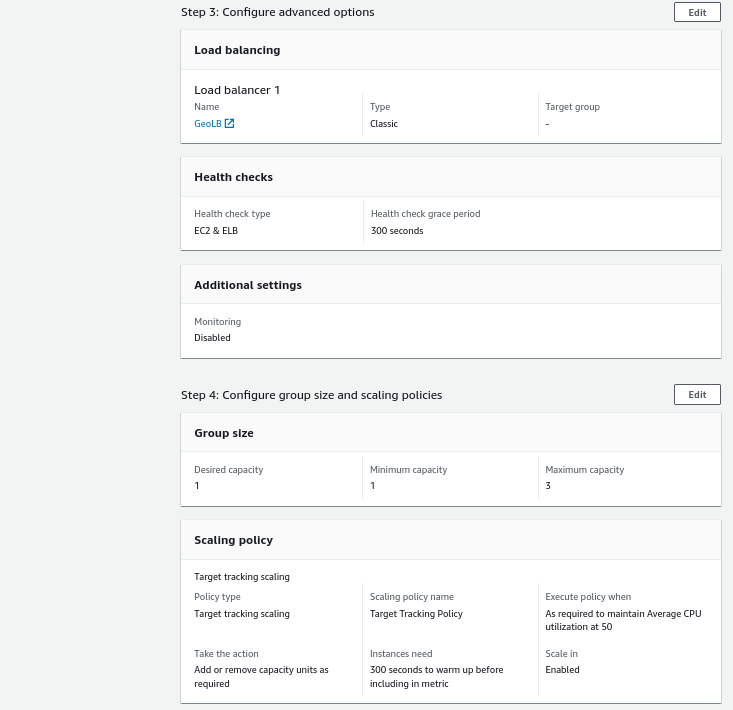 Step 3: Configure advanced options
Edit
Load balancing
Load balancer 1
Name
Type
Target group
GeoLB
Classic
-
Health checks
Health check type
Health check grace period
EC2 & ELB
300 seconds
Additional settings
Monitoring
Disabled
Step 4: Configure group size and scaling policies
Edit
Group size
Desired capacity
Minimum capacity
Maximum capacity
1
1
3
Scaling policy
Target tracking scaling
Policy type
Scaling policy name
Execute policy when
Target tracking scaling
Target Tracking Policy
As required to maintain Average CPU
utilization at 50
Take the action
Instances need
Scale in
Add or remove capacity units as
required
300 seconds to warm up before
including in metric
Enabled